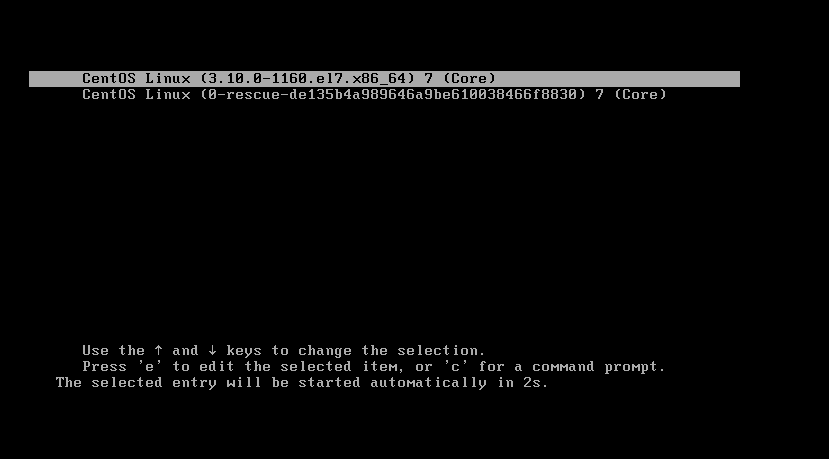 CentOS Linux (3.10.0-1160.el7.x86_64) 7 (Core)
CentOS Linux (0-rescue-de135b4a989646a9be610038466f8830) 7 (Core)
Use the ↑ and ↓ keys to change the selection.
Press 'e' to edit the selected item, or 'c' for a command prompt.
The selected entry will be started automatically in 2s.